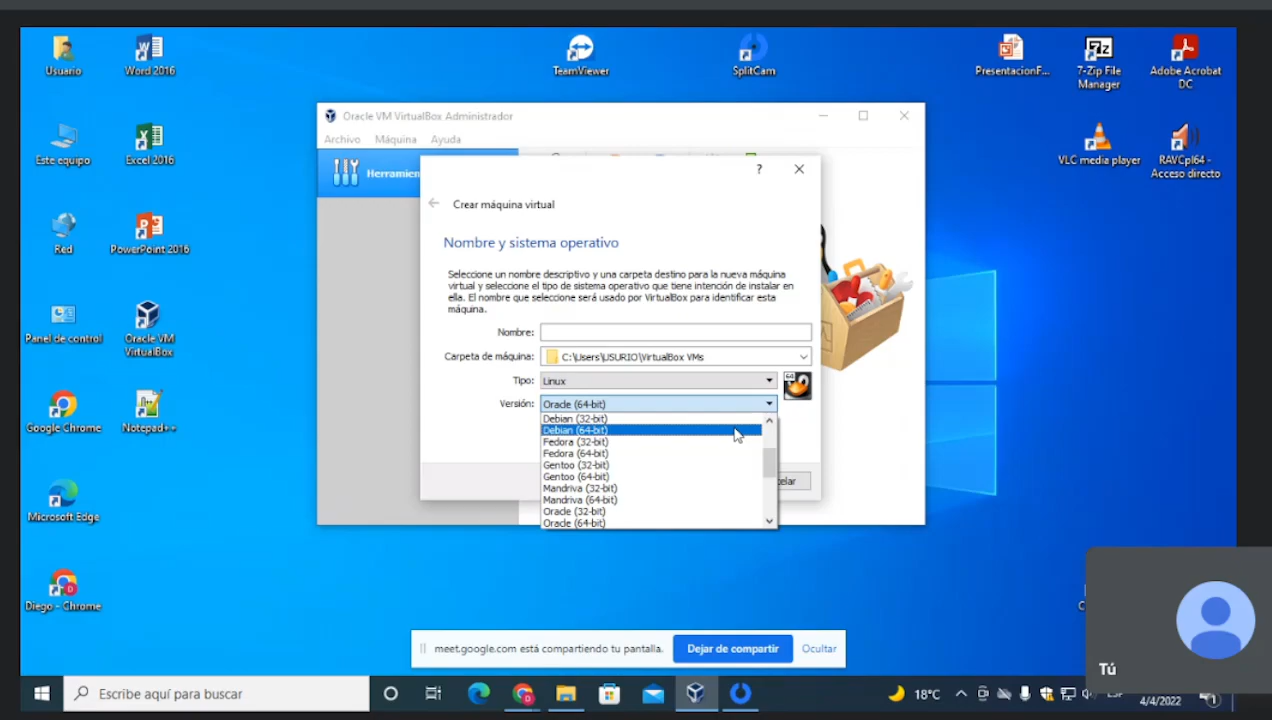 Usuario
Word 2016
TeamViewer
SplitCam
PresentacionF...
7-Zip File
Manager
Adobe Acrobat
DC
Este equipo
Excel 2016
VLC media player
RAVCpl64 -
Acceso directo
Red
PowerPoint 2016
Panel de control
Oracle VM
VirtualBox
Google Chrome
Notepad++
Microsoft Edge
Diego - Chrome
Oracle VM VirtualBox Administrador
Archivo Máquina Ayuda
Herramien
?
Crear máquina virtual
Nombre y sistema operativo
Seleccione un nombre descriptivo y una carpeta destino para la nueva máquina
virtual y seleccione el tipo de sistema operativo que tiene intención de instalar en
ella. El nombre que seleccione será usado por VirtualBox para identificar esta
máquina.
Nombre:
Carpeta de máquina: C:\Users\USURIO\VirtualBox VMs
Tipo: Linux
64
Versión: Oracle (64-bit)
Debian (32-bit)
Debian (64-bit)
Fedora (32-bit)
Fedora (64-bit)
Gentoo (32-bit)
Gentoo (64-bit)
Mandriva (32-bit)
Mandriva (64-bit)
Oracle (32-bit)
Oracle (64-bit)
elar
meet.google.com está compartiendo tu pantalla. Dejar de compartir Ocultar
Tú
Escribe aquí para buscar
18°C
4/4/2022
1